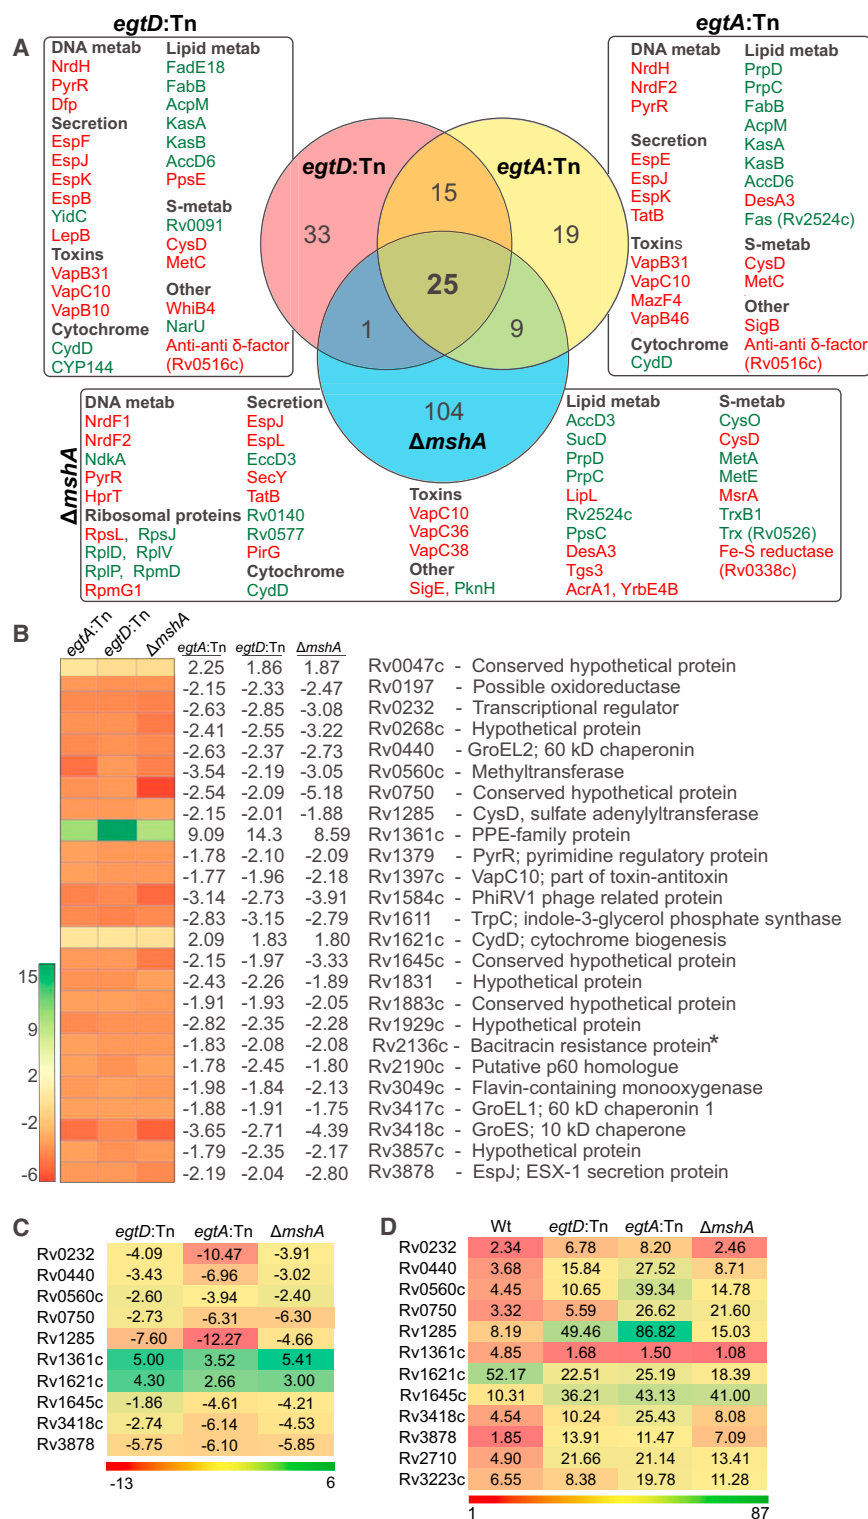 egtD:Tn
egtA:Tn
A
DNA metab
NrdH
PyrR
Dfp
Secretion
EspF
EspJ
EspK
EspB
YidC
LepB
Toxins
VapB31
VapC10
VapB10
Cytochrome
CydD
CYP144
Lipid metab
FadE18
FabB
AcpM
KasA
KasB
AccD6
PpsE
S-metab
Rv0091
CysD
MetC
Other
WhiB4
NarU
Anti-anti δ-factor
(Rv0516c)
egtD:Tn
egtA:Tn
33
15
19
25
1
9
104
ΔmshA
DNA metab
NrdH
NrdF2
PyrR
Secretion
EspE
EspJ
EspK
TatB
Toxins
VapB31
VapC10
MazF4
VapB46
Cytochrome
CydD
Lipid metab
PrpD
PrpC
FabB
AcpM
KasA
KasB
AccD6
DesA3
Fas (Rv2524c)
S-metab
CysD
MetC
Other
SigB
Anti-anti δ-factor
(Rv0516c)
ΔmshA
DNA metab
NrdF1
NrdF2
NdkA
PyrR
HprT
Ribosomal proteins
RpsL, RpsJ
RplD, RplV
RplP, RpmD
RpmG1
Secretion
EspJ
EspL
EccD3
SecY
TatB
Rv0140
Rv0577
PirG
Cytochrome
CydD
Toxins
VapC10
VapC36
VapC38
Other
SigE, PknH
Lipid metab
AccD3
SucD
PrpD
PrpC
LipL
Rv2524c
PpsC
DesA3
Tgs3
AcrA1, YrbE4B
S-metab
CysO
CysD
MetA
MetE
MsrA
TrxB1
Trx (Rv0526)
Fe-S reductase
(Rv0338c)
B
egtA:Tn
egtD:Tn
ΔmshA
egtA:Tn egtD:Tn ΔmshA
2.25 1.86 1.87 Rv0047c - Conserved hypothetical protein
-2.15 -2.33 -2.47 Rv0197 - Possible oxidoreductase
-2.63 -2.85 -3.08 Rv0232 - Transcriptional regulator
-2.41 -2.55 -3.22 Rv0268c - Hypothetical protein
-2.63 -2.37 -2.73 Rv0440 - GroEL2; 60 kD chaperonin
-3.54 -2.19 -3.05 Rv0560c - Methyltransferase
-2.54 -2.09 -5.18 Rv0750 - Conserved hypothetical protein
-2.15 -2.01 -1.88 Rv1285 - CysD, sulfate adenylyltransferase
9.09 14.3 8.59 Rv1361c - PPE-family protein
-1.78 -2.10 -2.09 Rv1379 - PyrR; pyrimidine regulatory protein
-1.77 -1.96 -2.18 Rv1397c - VapC10; part of toxin-antitoxin
-3.14 -2.73 -3.91 Rv1584c - PhiRV1 phage related protein
-2.83 -3.15 -2.79 Rv1611 - TrpC; indole-3-glycerol phosphate synthase
2.09 1.83 1.80 Rv1621c - CydD; cytochrome biogenesis
-2.15 -1.97 -3.33 Rv1645c - Conserved hypothetical protein
-2.43 -2.26 -1.89 Rv1831 - Hypothetical protein
-1.91 -1.93 -2.05 Rv1883c - Conserved hypothetical protein
-2.82 -2.35 -2.28 Rv1929c - Hypothetical protein
-1.83 -2.08 -2.08 Rv2136c - Bacitracin resistance protein*
-1.78 -2.45 -1.80 Rv2190c - Putative p60 homologue
-1.98 -1.84 -2.13 Rv3049c - Flavin-containing monooxygenase
-1.88 -1.91 -1.75 Rv3417c - GroEL1; 60 kD chaperonin 1
-3.65 -2.71 -4.39 Rv3418c - GroES; 10 kD chaperone
-1.79 -2.35 -2.17 Rv3857c - Hypothetical protein
-2.19 -2.04 -2.80 Rv3878 - EspJ; ESX-1 secretion protein
15
9
2
-2
-6
C
egtD:Tn egtA:Tn ΔmshA
Rv0232 -4.09 -10.47 -3.91
Rv0440 -3.43 -6.96 -3.02
Rv0560c -2.60 -3.94 -2.40
Rv0750 -2.73 -6.31 -6.30
Rv1285 -7.60 -12.27 -4.66
Rv1361c 5.00 3.52 5.41
Rv1621c 4.30 2.66 3.00
Rv1645c -1.86 -4.61 -4.21
Rv3418c -2.74 -6.14 -4.53
Rv3878 -5.75 -6.10 -5.85
-13 6
D
Wt egtD:Tn egtA:Tn ΔmshA
Rv0232 2.34 6.78 8.20 2.46
Rv0440 3.68 15.84 27.52 8.71
Rv0560c 4.45 10.65 39.34 14.78
Rv0750 3.32 5.59 26.62 21.60
Rv1285 8.19 49.46 86.82 15.03
Rv1361c 4.85 1.68 1.50 1.08
Rv1621c 52.17 22.51 25.19 18.39
Rv1645c 10.31 36.21 43.13 41.00
Rv3418c 4.54 10.24 25.43 8.08
Rv3878 1.85 13.91 11.47 7.09
Rv2710 4.90 21.66 21.14 13.41
Rv3223c 6.55 8.38 19.78 11.28
1 87